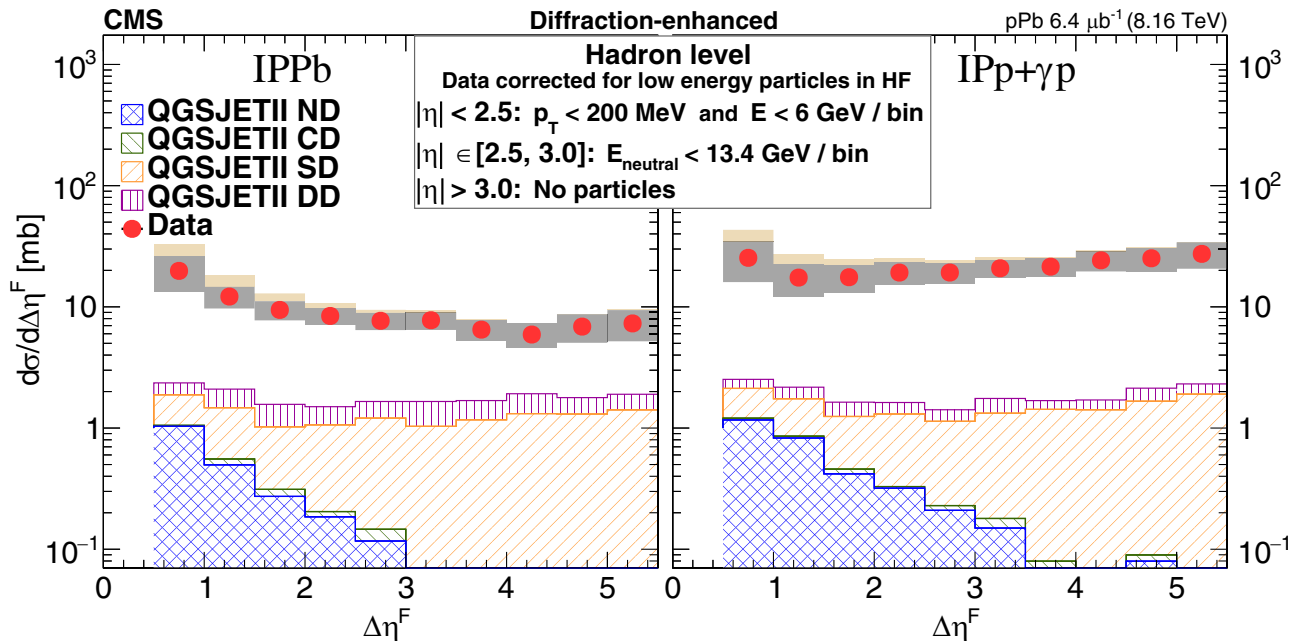 CMS Diffraction-enhanced pPb 6.4 μb⁻¹ (8.16 TeV)
Hadron level
Data corrected for low energy particles in HF
|η| < 2.5: p_T < 200 MeV and E < 6 GeV / bin
|η| ∈ [2.5, 3.0]: E_neutral < 13.4 GeV / bin
|η| > 3.0: No particles
IPPb
IPp+γp
QGSJETII ND
QGSJETII CD
QGSJETII SD
QGSJETII DD
Data
dσ/dΔη^F [mb]
10³
10²
10
1
10⁻¹
10³
10²
10
1
10⁻¹
0 1 2 3 4 5
0 1 2 3 4 5
Δη^F
Δη^F